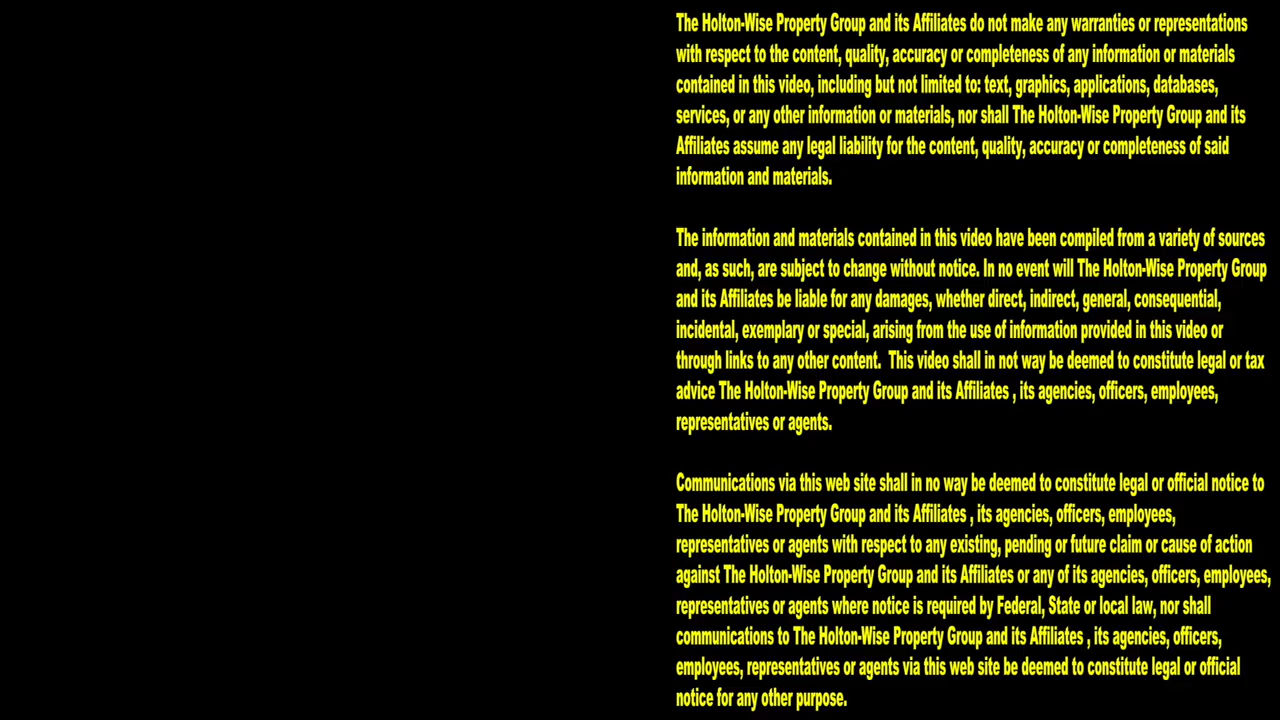 The Holton-Wise Property Group and its Affiliates do not make any warranties or representations
with respect to the content, quality, accuracy or completeness of any information or materials
contained in this video, including but not limited to: text, graphics, applications, databases,
services, or any other information or materials, nor shall The Holton-Wise Property Group and its
Affiliates assume any legal liability for the content, quality, accuracy or completeness of said
information and materials.
The information and materials contained in this video have been compiled from a variety of sources
and, as such, are subject to change without notice. In no event will The Holton-Wise Property Group
and its Affiliates be liable for any damages, whether direct, indirect, general, consequential,
incidental, exemplary or special, arising from the use of information provided in this video or
through links to any other content.  This video shall in not way be deemed to constitute legal or tax
advice The Holton-Wise Property Group and its Affiliates , its agencies, officers, employees,
representatives or agents.
Communications via this web site shall in no way be deemed to constitute legal or official notice to
The Holton-Wise Property Group and its Affiliates , its agencies, officers, employees,
representatives or agents with respect to any existing, pending or future claim or cause of action
against The Holton-Wise Property Group and its Affiliates or any of its agencies, officers, employees,
representatives or agents where notice is required by Federal, State or local law, nor shall
communications to The Holton-Wise Property Group and its Affiliates , its agencies, officers,
employees, representatives or agents via this web site be deemed to constitute legal or official
notice for any other purpose.